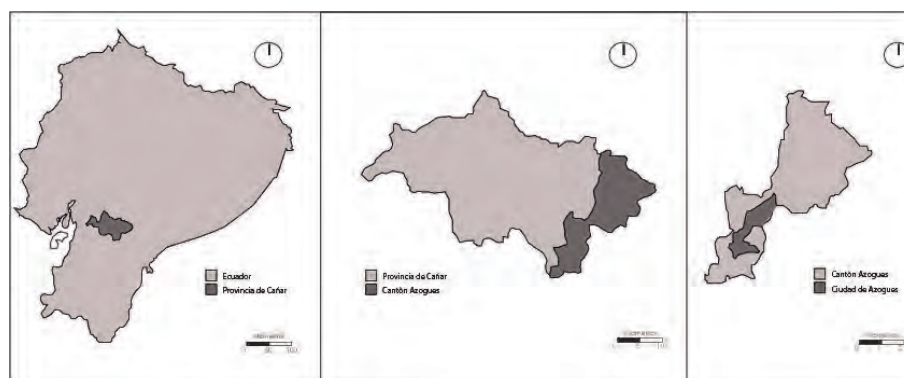 Ecuador
Provincia de Cañar
Provincia de Cañar
Cantón Azogues
Cantón Azogues
Ciudad de Azogues